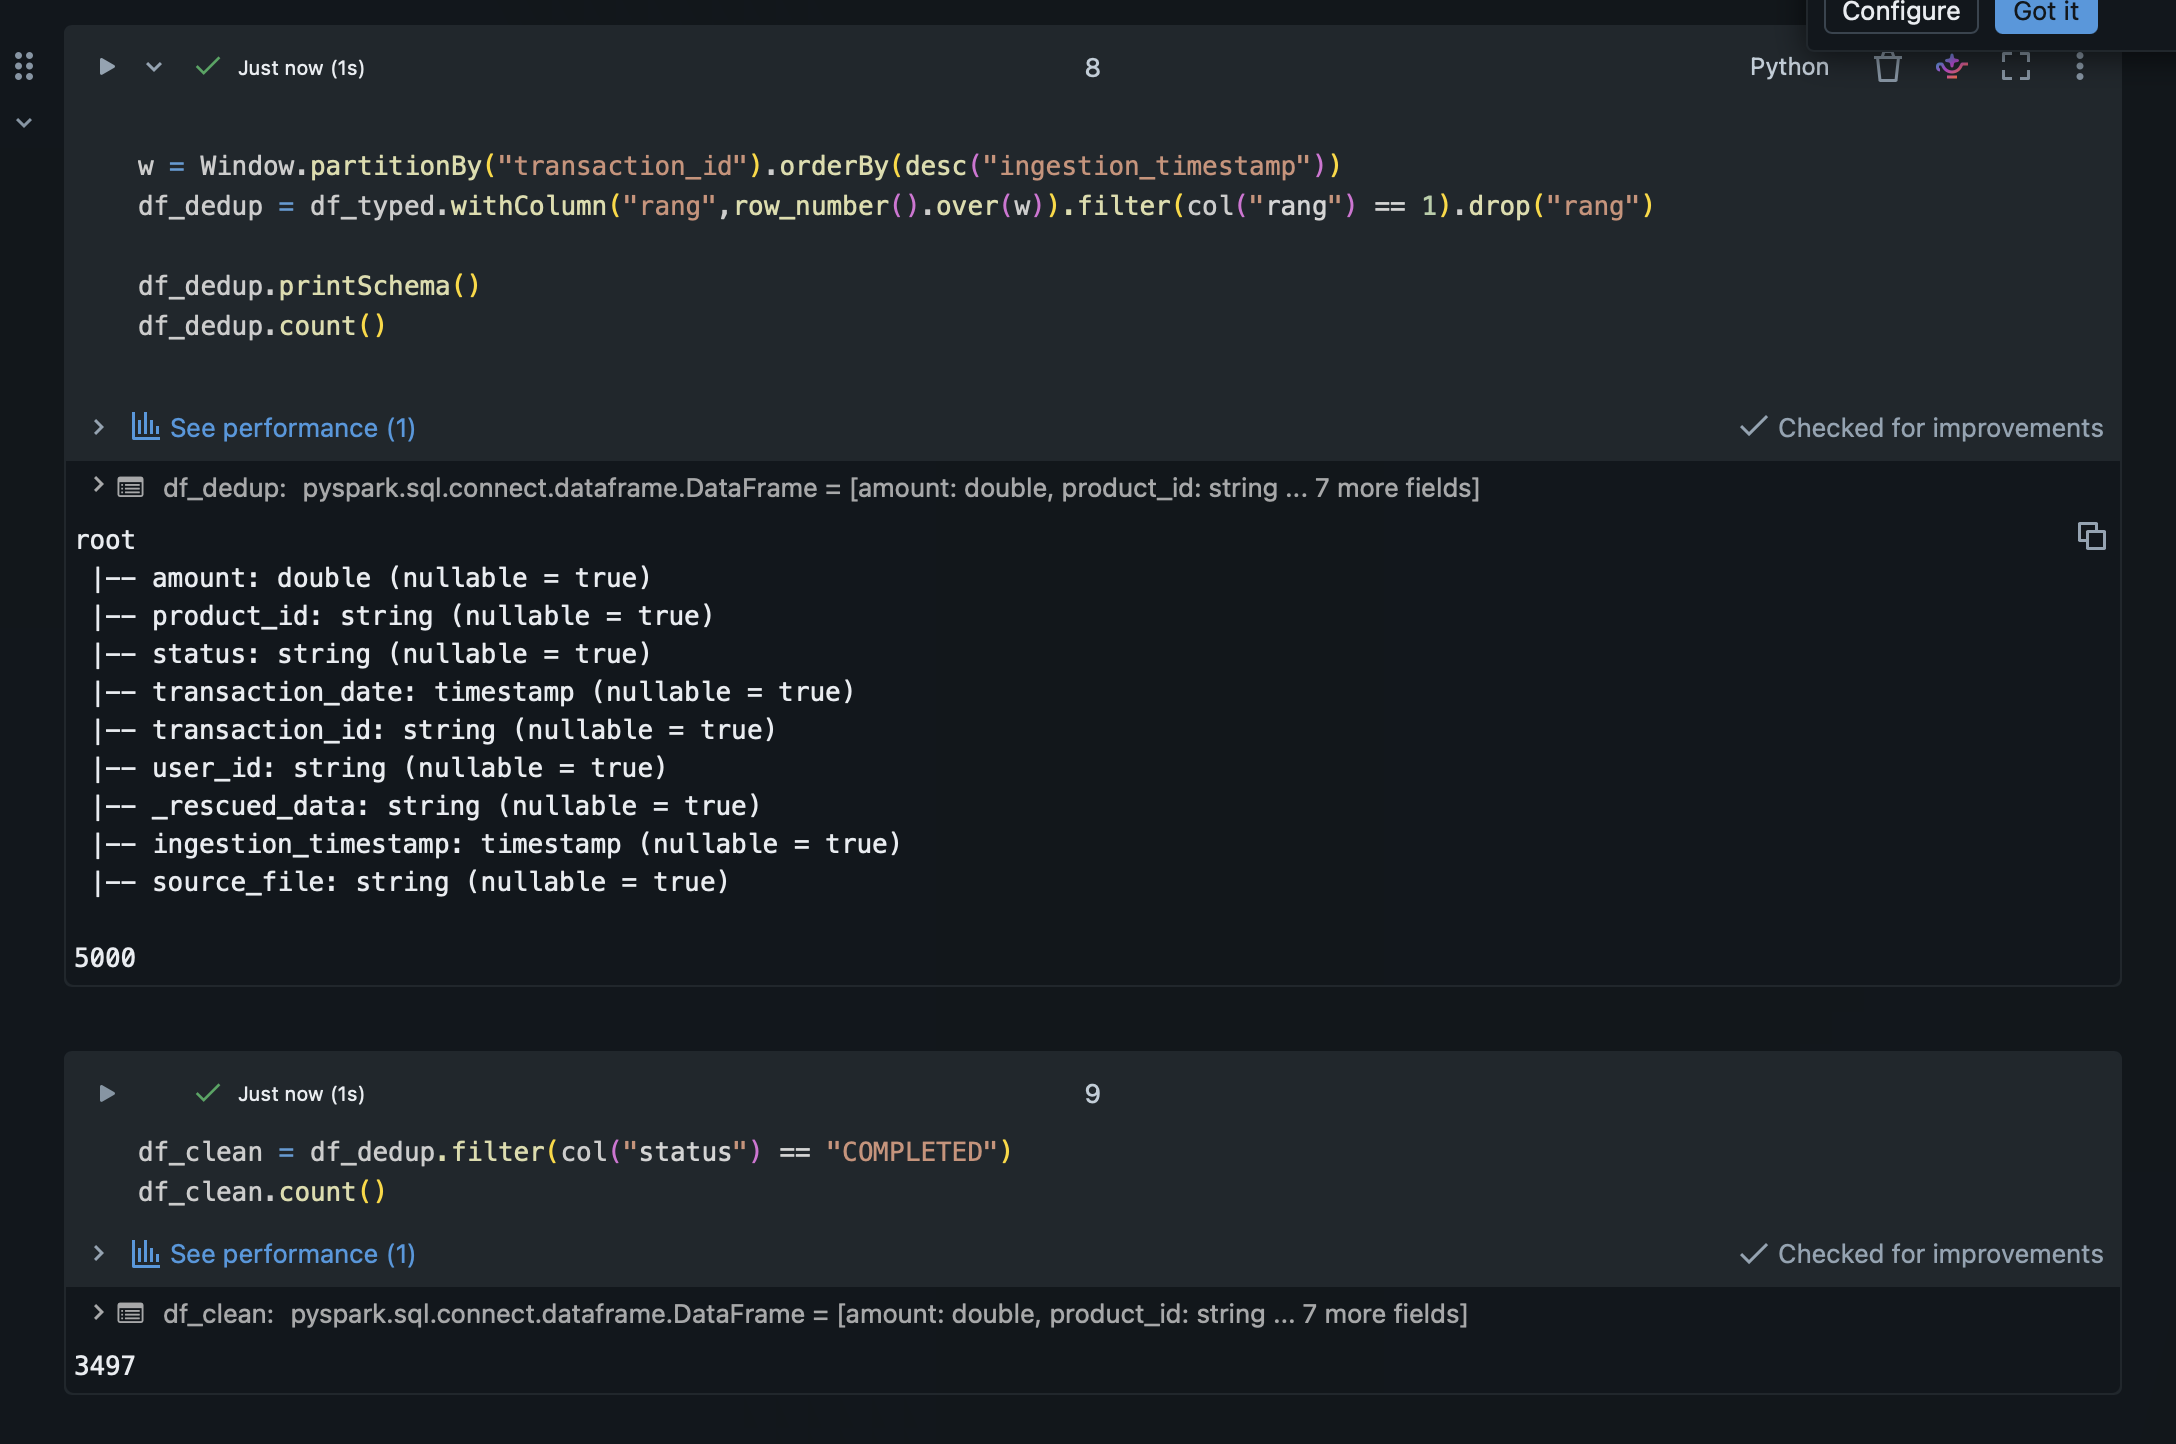 Configure
Got it
Just now (1s)
8
Python
w = Window.partitionBy("transaction_id").orderBy(desc("ingestion_timestamp"))
df_dedup = df_typed.withColumn("rang",row_number().over(w)).filter(col("rang") == 1).drop("rang")
df_dedup.printSchema()
df_dedup.count()
See performance (1)
Checked for improvements
df_dedup: pyspark.sql.connect.dataframe.DataFrame = [amount: double, product_id: string ... 7 more fields]
root
|-- amount: double (nullable = true)
|-- product_id: string (nullable = true)
|-- status: string (nullable = true)
|-- transaction_date: timestamp (nullable = true)
|-- transaction_id: string (nullable = true)
|-- user_id: string (nullable = true)
|-- _rescued_data: string (nullable = true)
|-- ingestion_timestamp: timestamp (nullable = true)
|-- source_file: string (nullable = true)
5000
Just now (1s)
9
df_clean = df_dedup.filter(col("status") == "COMPLETED")
df_clean.count()
See performance (1)
Checked for improvements
df_clean: pyspark.sql.connect.dataframe.DataFrame = [amount: double, product_id: string ... 7 more fields]
3497